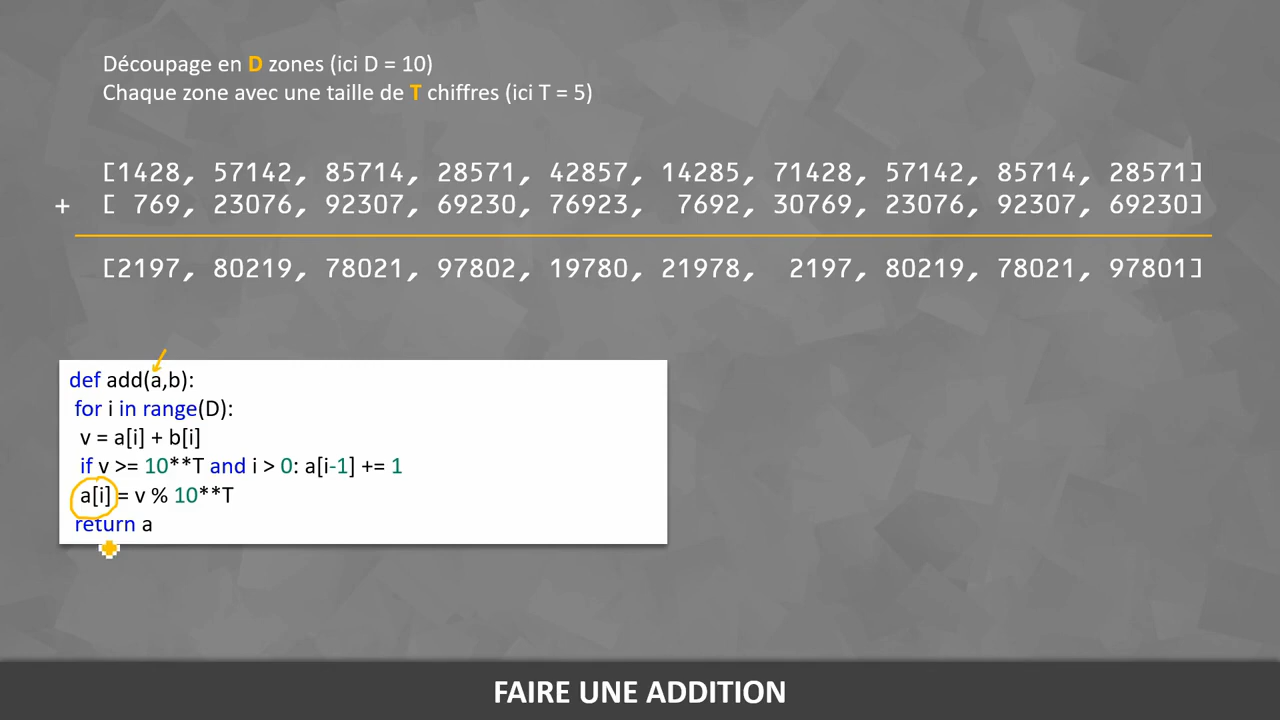 Découpage en D zones (ici D = 10)
Chaque zone avec une taille de T chiffres (ici T = 5)
[1428, 57142, 85714, 28571, 42857, 14285, 71428, 57142, 85714, 28571]
+ [ 769, 23076, 92307, 69230, 76923, 7692, 30769, 23076, 92307, 69230]
[2197, 80219, 78021, 97802, 19780, 21978, 2197, 80219, 78021, 97801]
def add(a,b):
for i in range(D):
v = a[i] + b[i]
if v >= 10**T and i > 0: a[i-1] += 1
a[i] = v % 10**T
return a
FAIRE UNE ADDITION